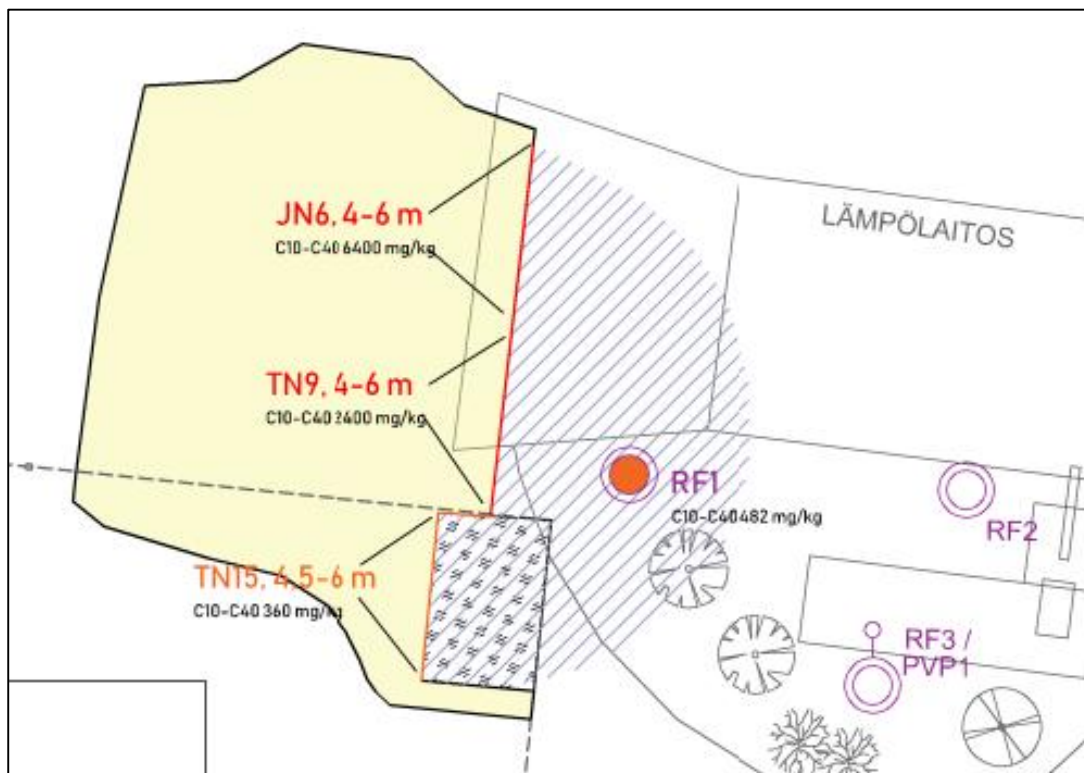 LÄMPÖLAITOS
JN6, 4-6 m
C10-C40 6400 mg/kg
TN9, 4-6 m
C10-C40 2400 mg/kg
RF1
C10-C40 482 mg/kg
RF2
TN15, 4,5-6 m
C10-C40 360 mg/kg
RF3 /
PVP1